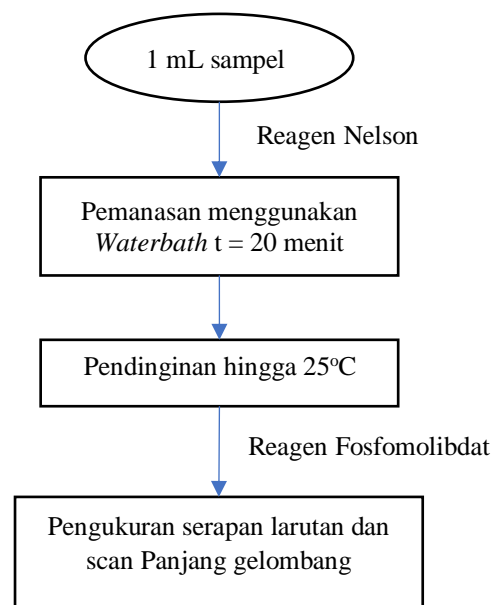 1 mL sampel
Reagen Nelson
Pemanasan menggunakan
Waterbath t = 20 menit
Pendinginan hingga 25°C
Reagen Fosfomolibdat
Pengukuran serapan larutan dan
scan Panjang gelombang